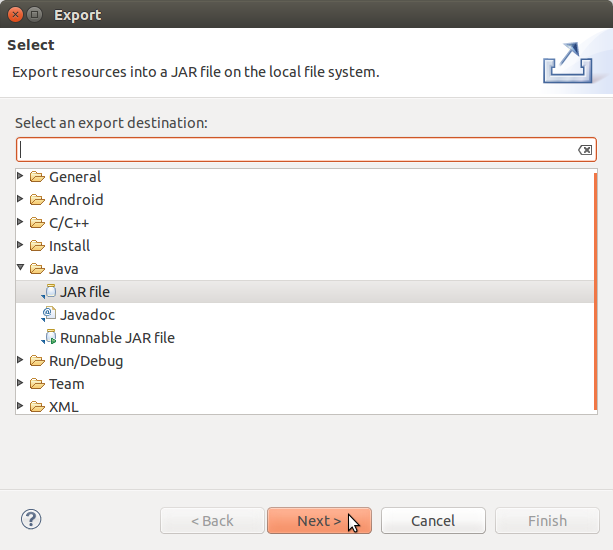 Export
Select
Export resources into a JAR file on the local file system.
Select an export destination:
General
Android
C/C++
Install
Java
JAR file
Javadoc
Runnable JAR file
Run/Debug
Team
XML
? < Back Next > Cancel Finish